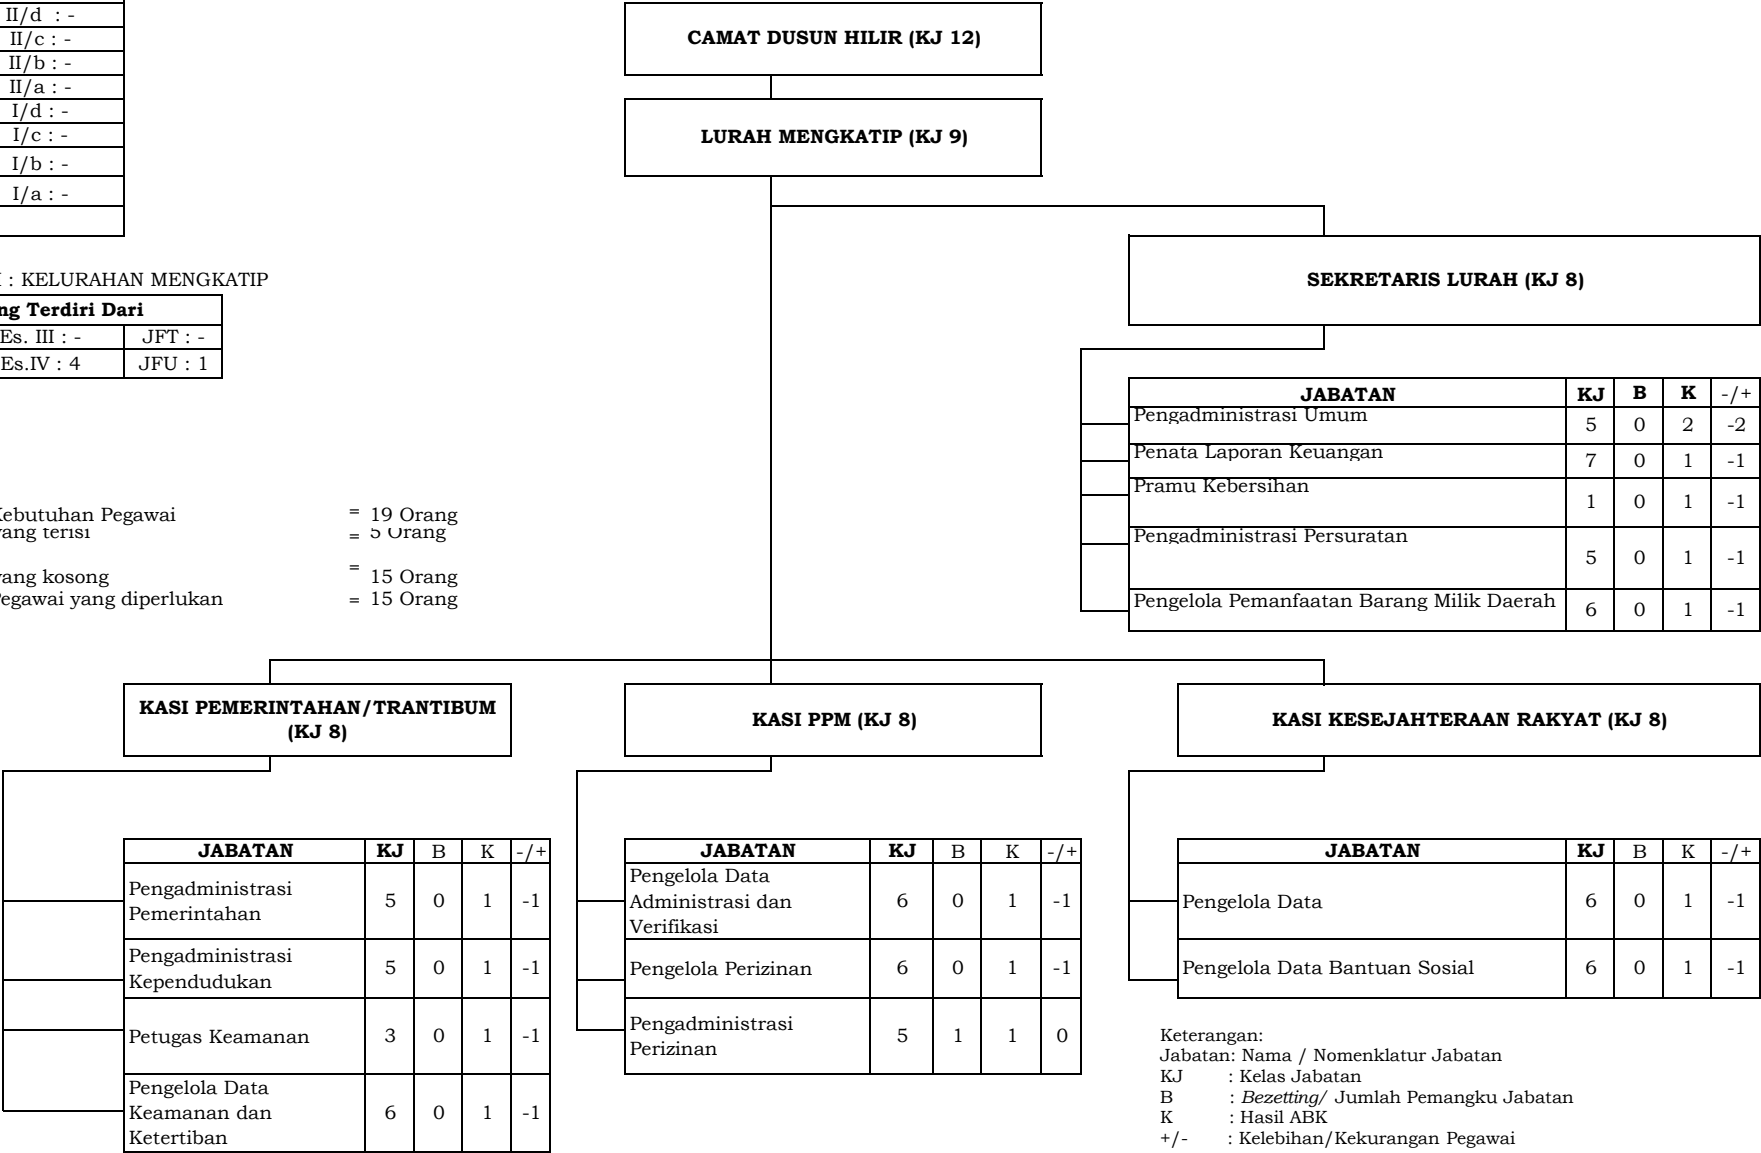 II/d : -
II/c : -
II/b : -
II/a : -
I/d : -
I/c : -
I/b : -
I/a : -
CAMAT DUSUN HILIR (KJ 12)
LURAH MENGKATIP (KJ 9)
SEKRETARIS LURAH (KJ 8)
: KELURAHAN MENGKATIP
Terdiri Dari
Es. III : - JFT : -
Es.IV : 4 JFU : 1
JABATAN KJ B K -/+
Pengadministrasi Umum 5 0 2 -2
Penata Laporan Keuangan 7 0 1 -1
Pramu Kebersihan 1 0 1 -1
Pengadministrasi Persuratan 5 0 1 -1
Pengelola Pemanfaatan Barang Milik Daerah 6 0 1 -1
Kebutuhan Pegawai = 19 Orang
yang terisi = 5 Orang
yang kosong = 15 Orang
Pegawai yang diperlukan = 15 Orang
KASI PEMERINTAHAN/TRANTIBUM
(KJ 8)
JABATAN KJ B K -/+
Pengadministrasi
Pemerintahan 5 0 1 -1
Pengadministrasi
Kependudukan 5 0 1 -1
Petugas Keamanan 3 0 1 -1
Pengelola Data
Keamanan dan 6 0 1 -1
Ketertiban
KASI PPM (KJ 8)
JABATAN KJ B K -/+
Pengelola Data
Administrasi dan 6 0 1 -1
Verifikasi
Pengelola Perizinan 6 0 1 -1
Pengadministrasi
Perizinan 5 1 1 0
KASI KESEJAHTERAAN RAKYAT (KJ 8)
JABATAN KJ B K -/+
Pengelola Data 6 0 1 -1
Pengelola Data Bantuan Sosial 6 0 1 -1
Keterangan:
Jabatan: Nama / Nomenklatur Jabatan
KJ : Kelas Jabatan
B : Bezetting/ Jumlah Pemangku Jabatan
K : Hasil ABK
+/- : Kelebihan/Kekurangan Pegawai